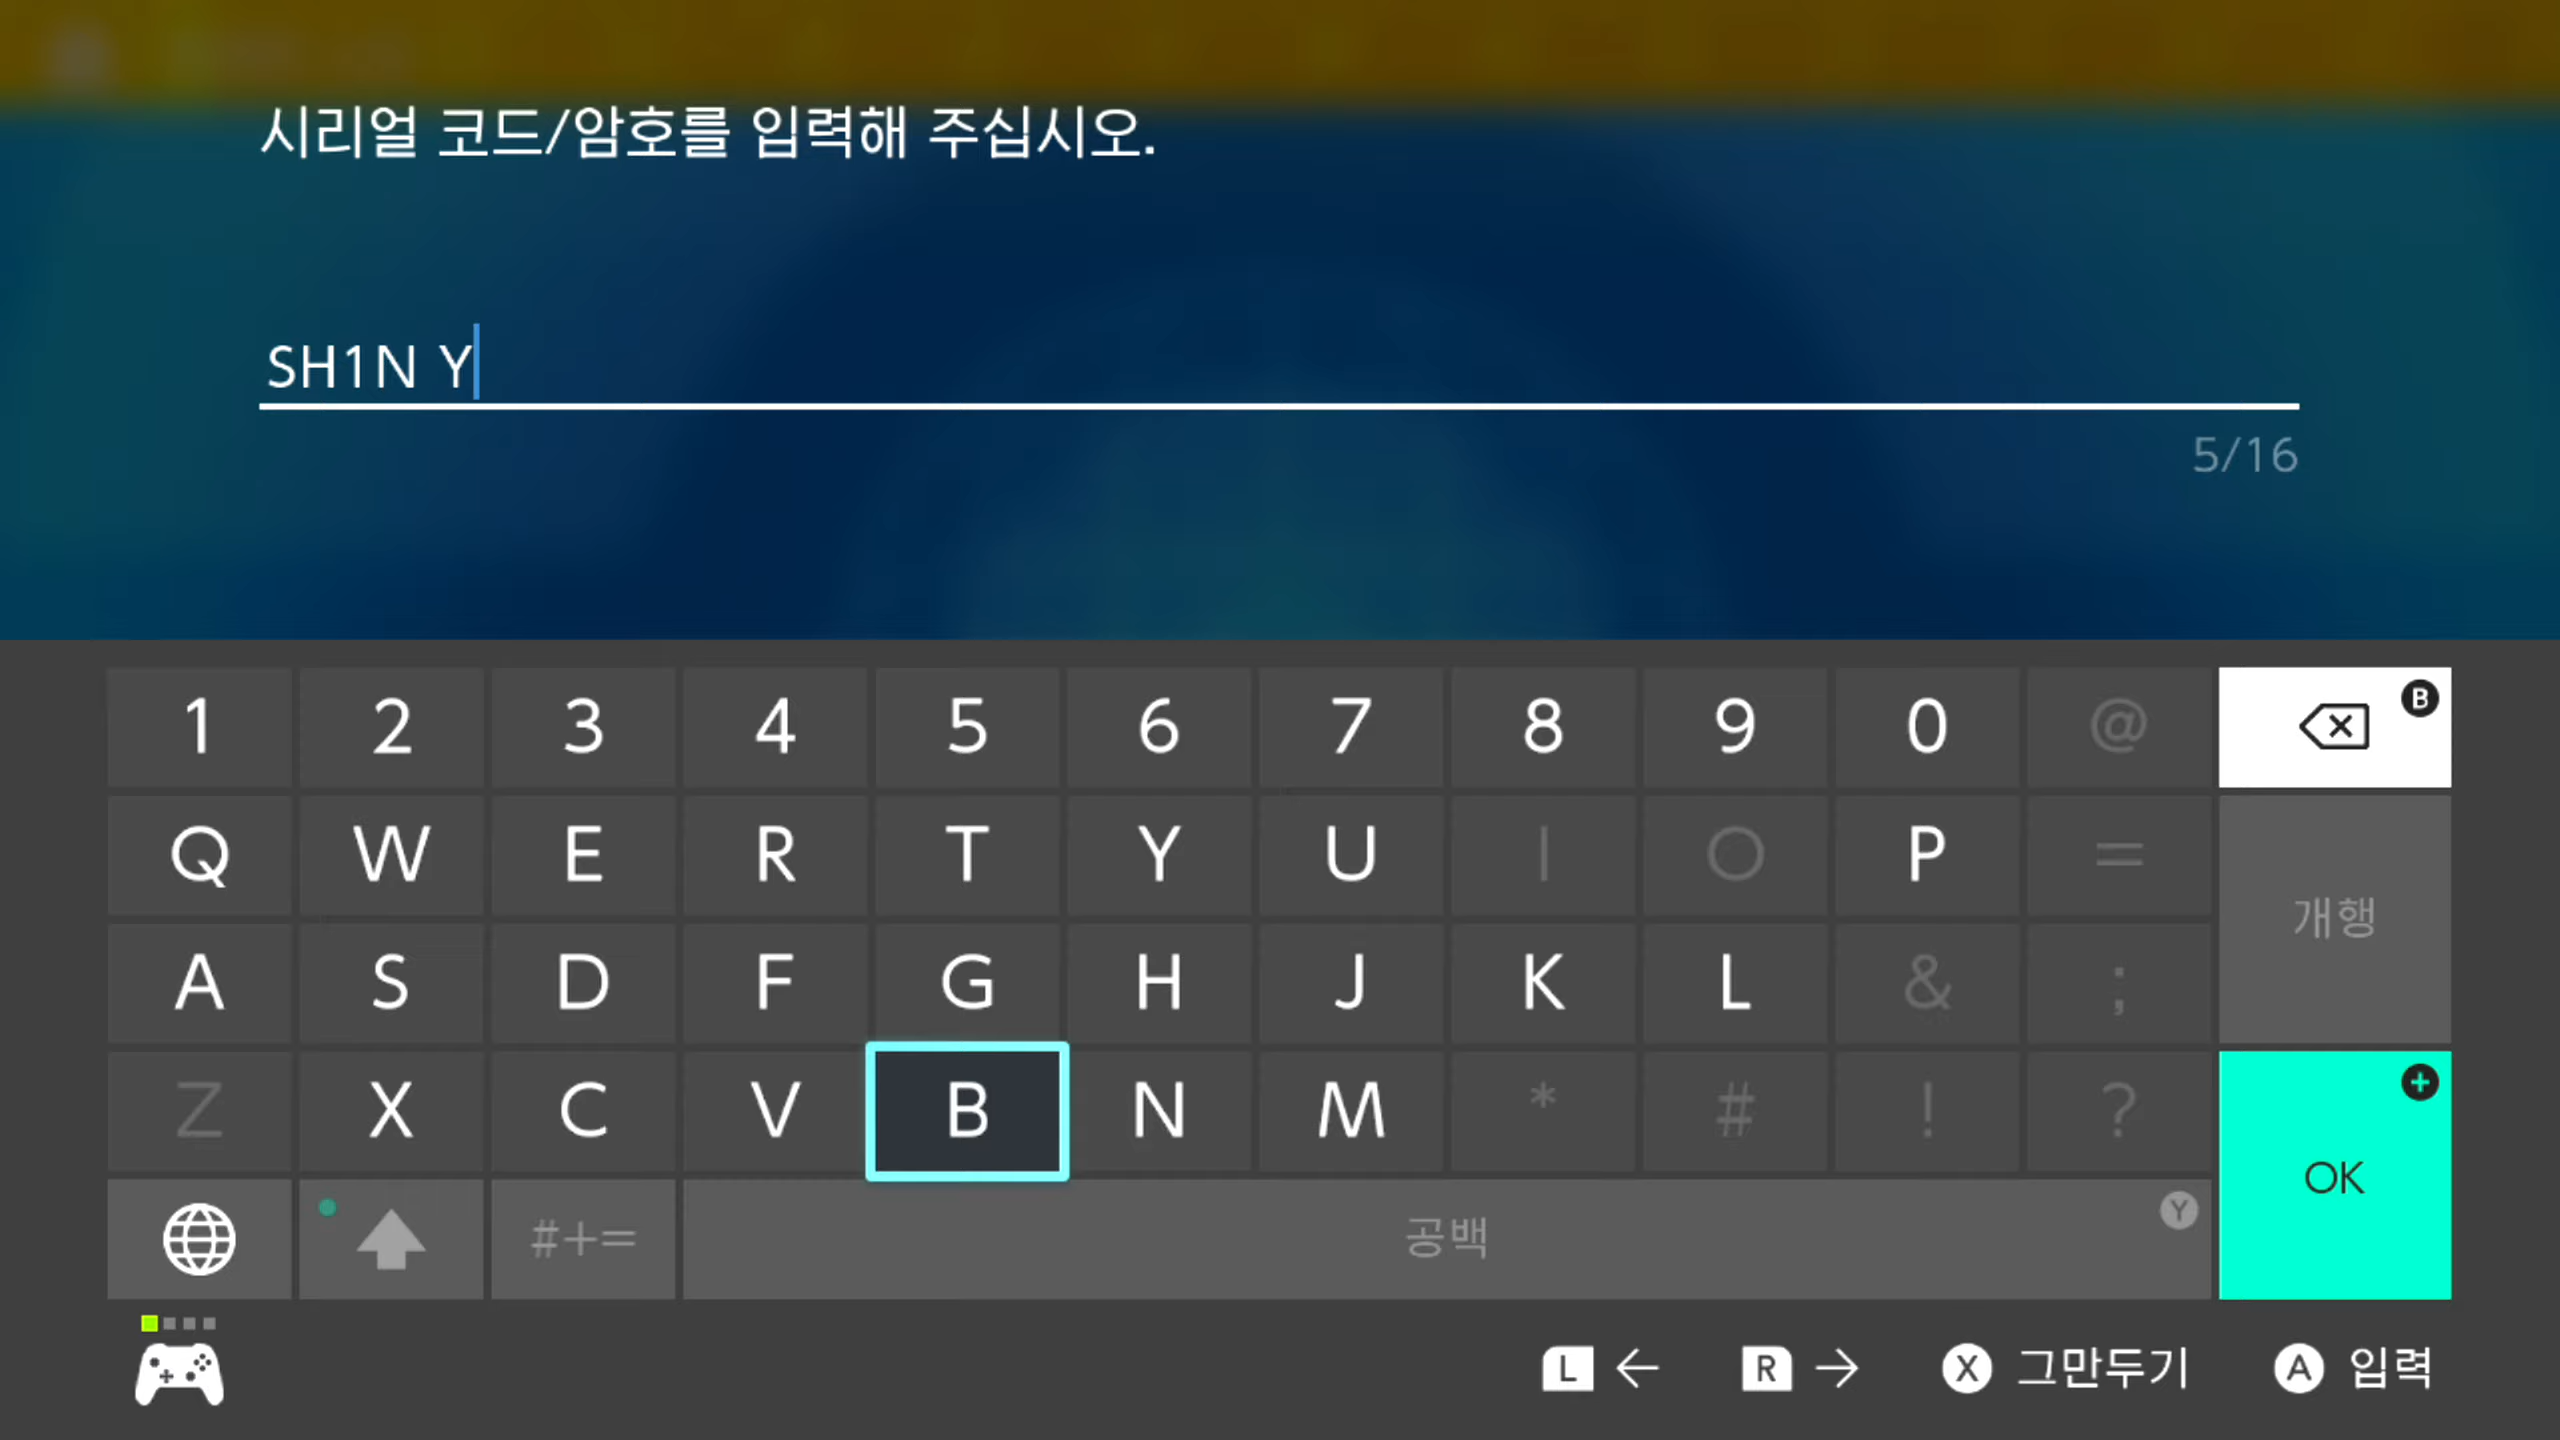 시리얼 코드/암호를 입력해 주십시오.
SH1N Y
5/16
1 2 3 4 5 6 7 8 9 0 @ B
Q W E R T Y U I O P =
개행
A S D F G H J K L & ;
Z X C V B N M * # ! ? +
OK
#+= 공백 Y
L ← R → X 그만두기 A 입력